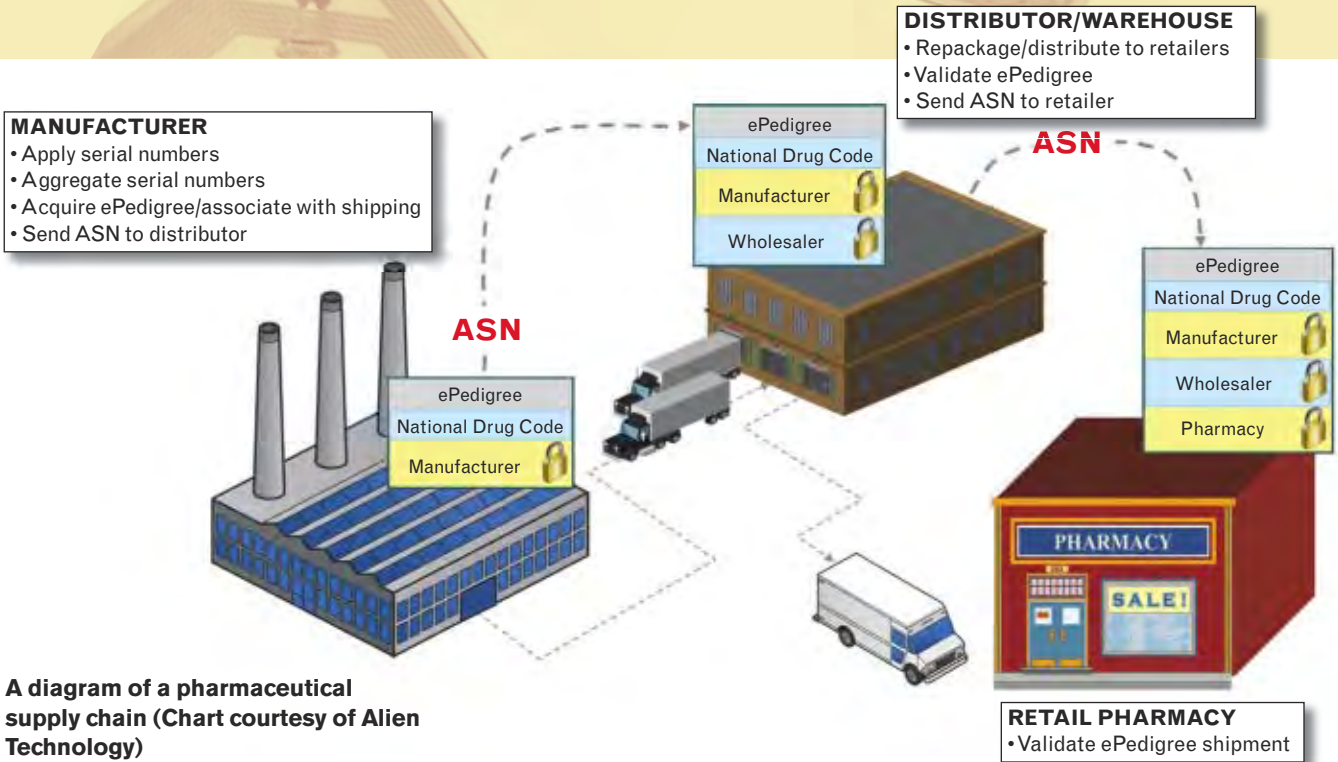 DISTRIBUTOR/WAREHOUSE
• Repackage/distribute to retailers
• Validate ePedigree
• Send ASN to retailer
MANUFACTURER
• Apply serial numbers
• Aggregate serial numbers
• Acquire ePedigree/associate with shipping
• Send ASN to distributor
ePedigree
National Drug Code
Manufacturer
Wholesaler
ASN
ePedigree
National Drug Code
Manufacturer
Wholesaler
Pharmacy
ASN
ePedigree
National Drug Code
Manufacturer
PHARMACY
SALE!
A diagram of a pharmaceutical
supply chain (Chart courtesy of Alien
Technology)
RETAIL PHARMACY
• Validate ePedigree shipment